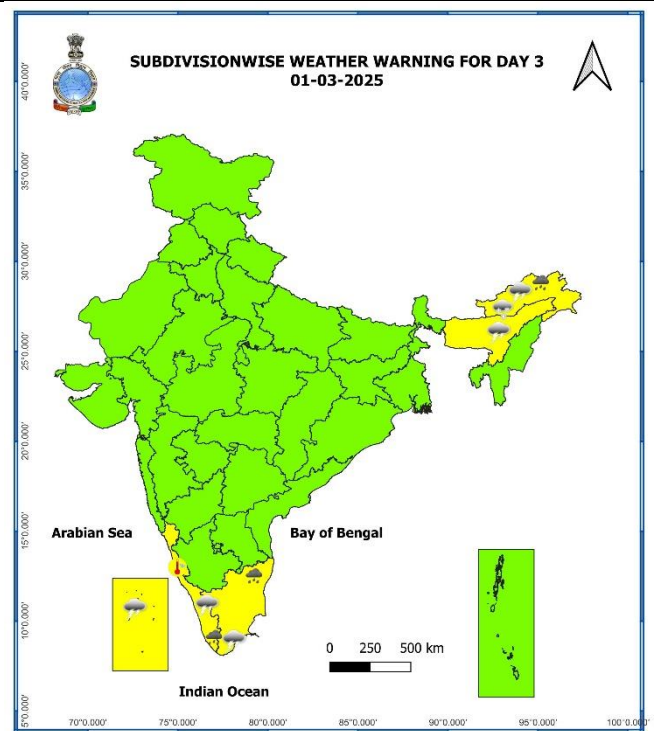 SUBDIVISIONWISE WEATHER WARNING FOR DAY 3
01-03-2025
40°0.000'
35°0.000'
30°0.000'
25°0.000'
20°0.000'
15°0.000'
10°0.000'
5°0.000'
Arabian Sea
Bay of Bengal
0 250 500 km
Indian Ocean
70°0.000' 75°0.000' 80°0.000' 85°0.000' 90°0.000' 95°0.000' 100°0.000'